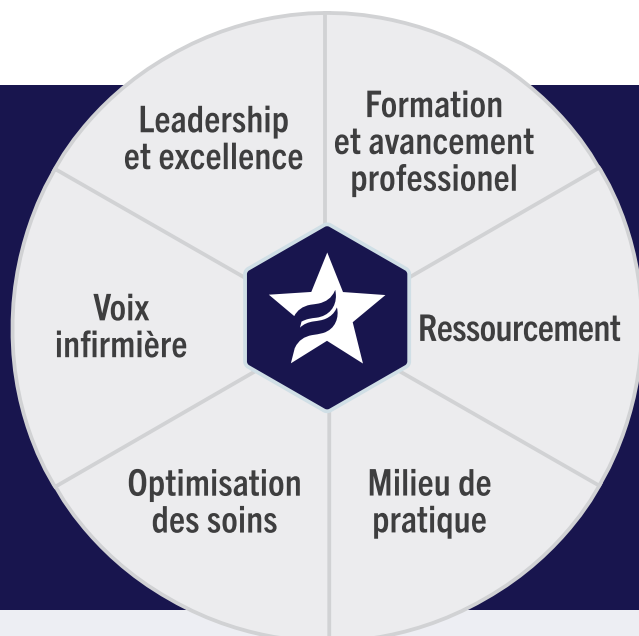 Leadership
et excellence
Formation
et avancement
professionel
Voix
infirmière
Ressourcement
Optimisation
des soins
Milieu de
pratique